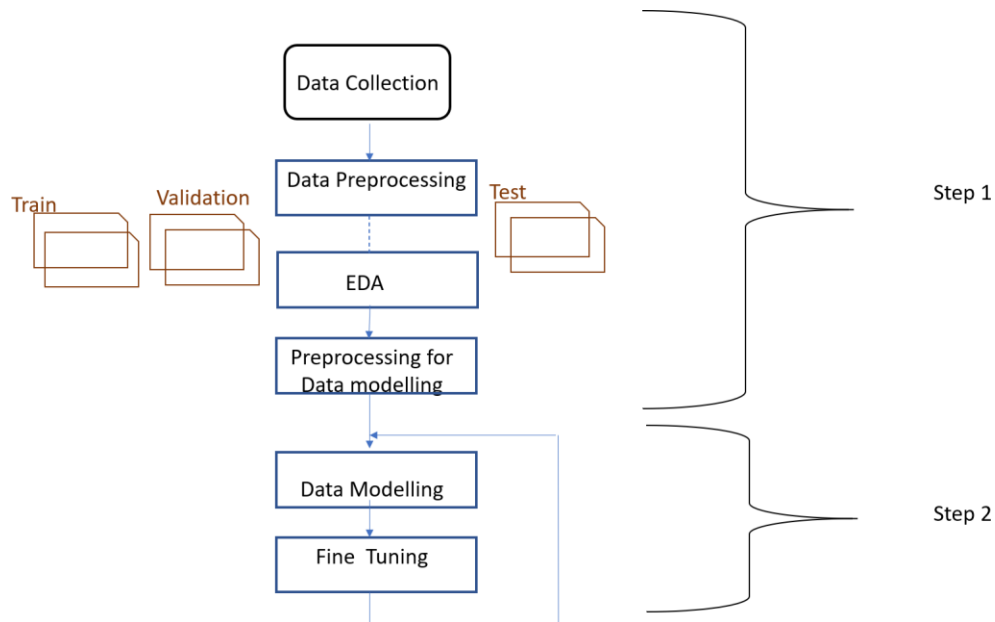 Data Collection
Data Preprocessing
Train
Validation
Test
Step 1
EDA
Preprocessing for
Data modelling
Data Modelling
Step 2
Fine Tuning